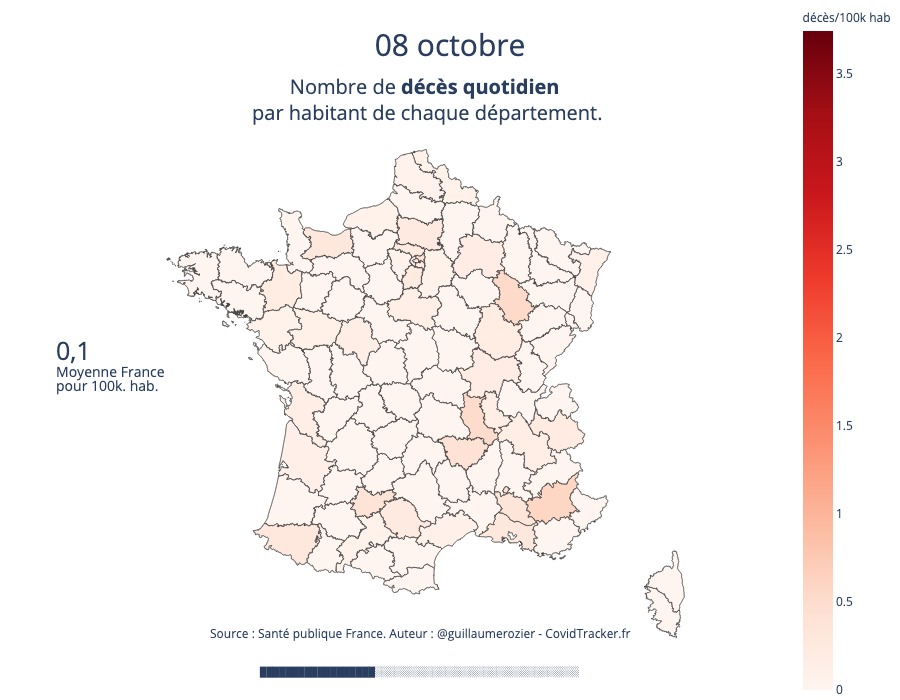 08 octobre
Nombre de décès quotidien
par habitant de chaque département.
0,1
Moyenne France
pour 100k. hab.
décès/100k hab
3.5
3
2.5
2
1.5
1
0.5
0
Source : Santé publique France. Auteur : @guillaumerozier - CovidTracker.fr